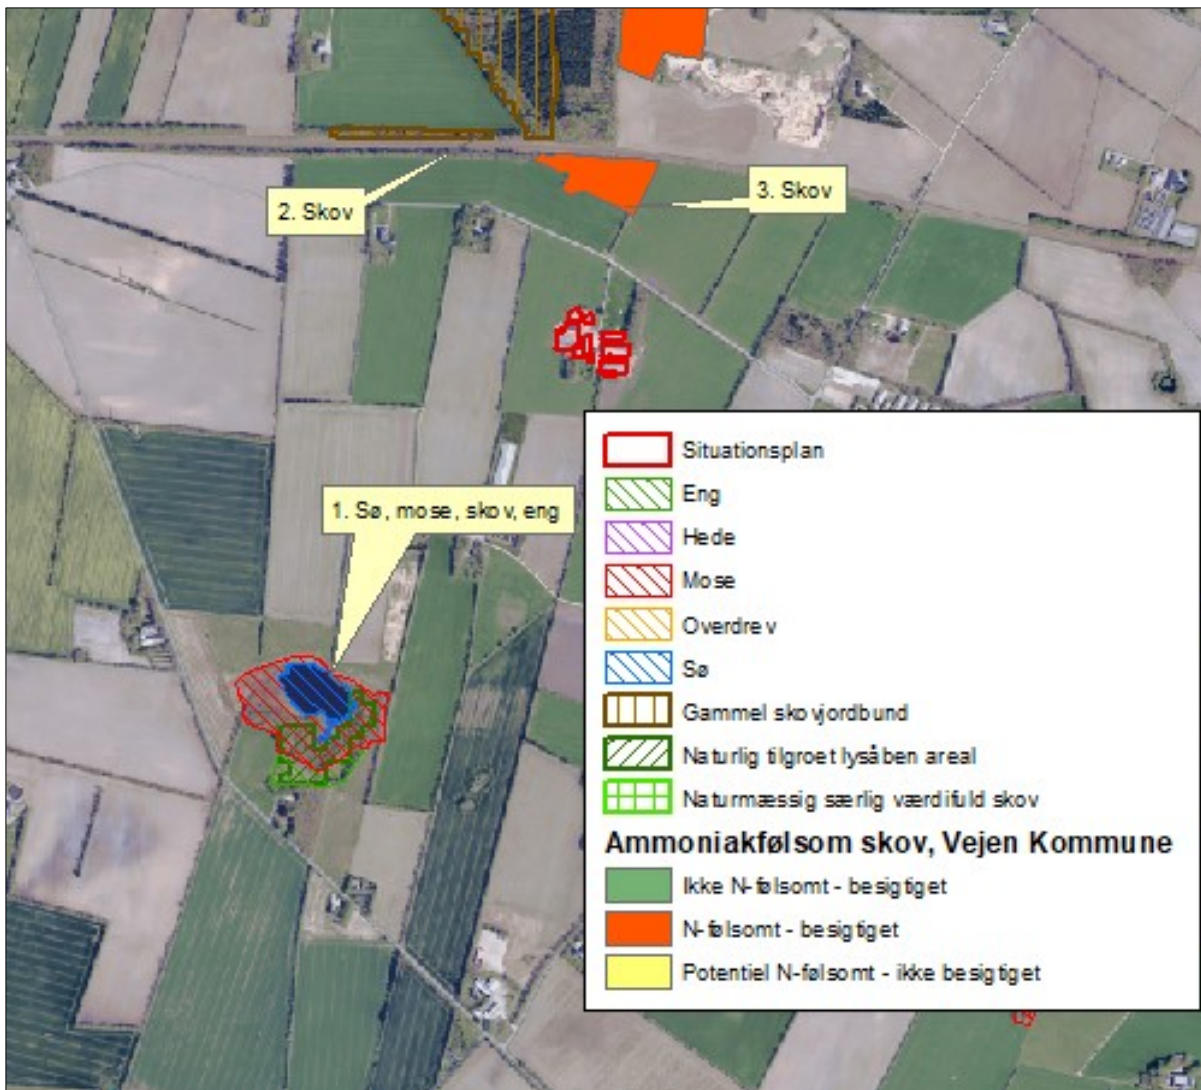 2. Skov
3. Skov
1. Sø, mose, skov, eng
Situationsplan
Eng
Hede
Mose
Overdrev
Sø
Gammel skovjordbund
Naturlig tilgroet lysåben areal
Naturmæssig særlig værdifuld skov
Ammoniakfølsom skov, Vejen Kommune
Ikke N-følsomt - besigtiget
N-følsomt - besigtiget
Potentiel N-følsomt - ikke besigtiget